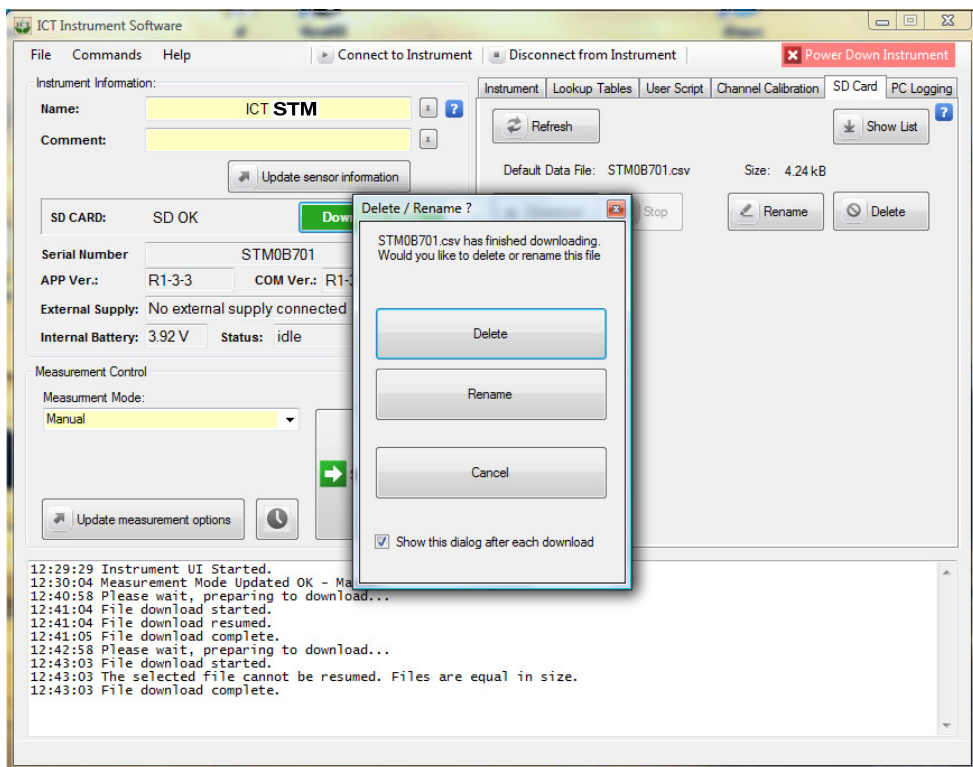 ICT Instrument Software
File Commands Help Connect to Instrument Disconnect from Instrument Power Down Instrument
Instrument Information:
Name: ICT STM x ?
Comment: x
Update sensor information
SD CARD: SD OK
Serial Number STM0B701
APP Ver.: R1-3-3 COM Ver.:
External Supply: No external supply connected
Internal Battery: 3.92 V Status: idle
Measurement Control
Measurment Mode:
Manual
Update measurement options
Instrument Lookup Tables User Script Channel Calibration SD Card PC Logging
Refresh Show List ?
Default Data File: STM0B701.csv Size: 4.24 kB
Stop Rename Delete
Delete / Rename ?
STM0B701.csv has finished downloading.
Would you like to delete or rename this file
Delete
Rename
Cancel
Show this dialog after each download
12:29:29 Instrument UI Started.
12:30:04 Measurement Mode Updated OK - Ma
12:40:58 Please wait, preparing to download...
12:41:04 File download started.
12:41:04 File download resumed.
12:41:05 File download complete.
12:42:58 Please wait, preparing to download...
12:43:03 File download started.
12:43:03 The selected file cannot be resumed. Files are equal in size.
12:43:03 File download complete.